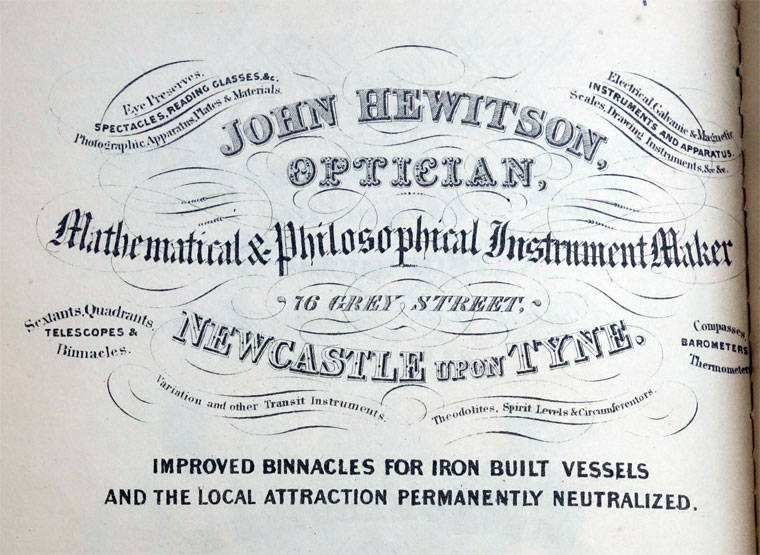 Eye Preserves.
SPECTACLES, READING GLASSES, &c.
Photographic Apparatus, Plates & Materials.
Electrical, Galvanic & Magnetic
INSTRUMENTS AND APPARATUS.
Scales, Drawing Instruments, &c &c.
JOHN HEWITSON,
OPTICIAN,
Mathematical & Philosophical Instrument Maker
76 GREY STREET,
NEWCASTLE UPON TYNE.
Sextants, Quadrants,
TELESCOPES &
Binnacles.
Compasses,
BAROMETERS
Thermometers
Variation and other Transit Instruments.
Theodolites, Spirit Levels & Circumferentors.
IMPROVED BINNACLES FOR IRON BUILT VESSELS
AND THE LOCAL ATTRACTION PERMANENTLY NEUTRALIZED.